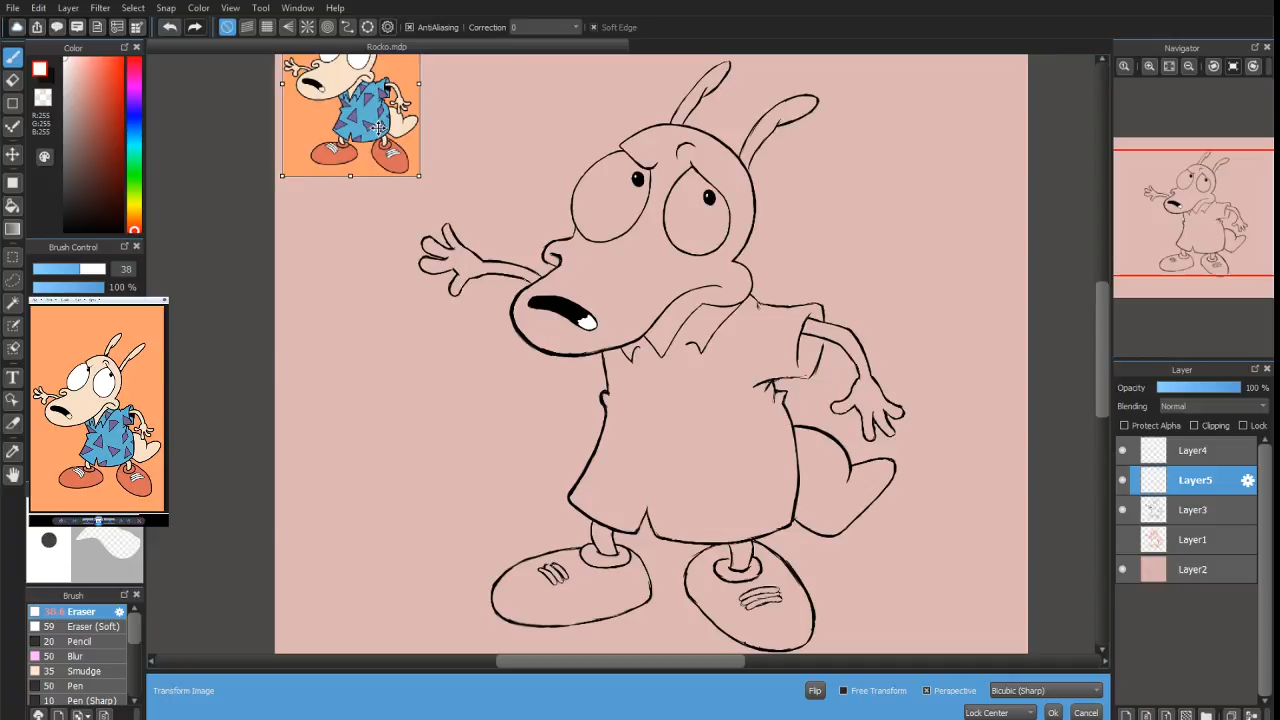 File Edit Layer Filter Select Snap Color View Tool Window Help
AntiAliasing Correction 0 Soft Edge
Color
Rocko.mdp
Navigator
R:255
G:255
B:255
Brush Control
38
100 %
Layer
Opacity 100 %
Blending Normal
Protect Alpha Clipping Lock
Layer4
Layer5
Layer3
Layer1
Layer2
Brush
38.6 Eraser
59 Eraser (Soft)
20 Pencil
50 Blur
35 Smudge
50 Pen
10 Pen (Sharp)
Transform Image Flip Free Transform Perspective Bicubic (Sharp)
Lock Center Ok Cancel